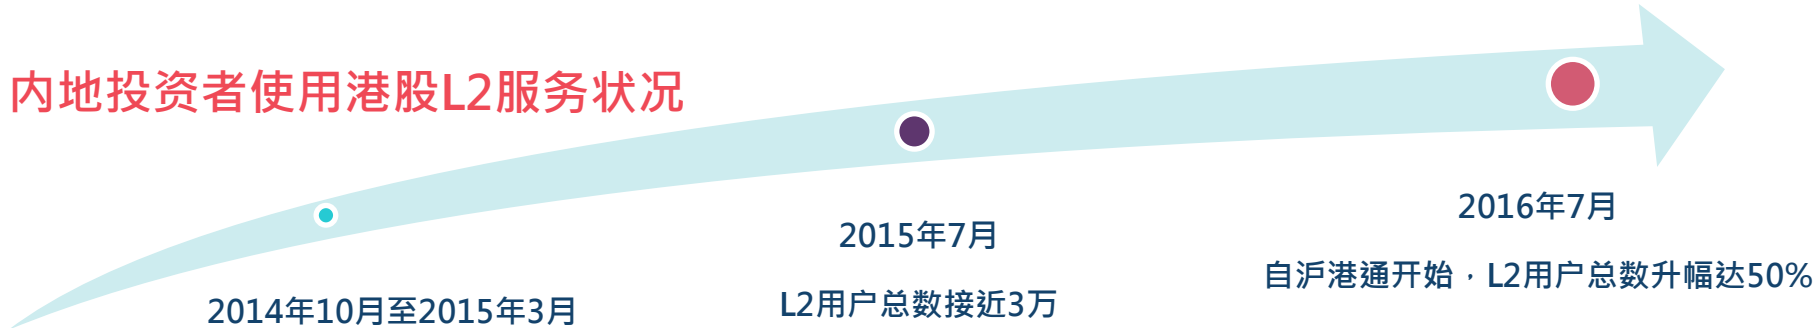 内地投资者使用港股L2服务状况
2014年10月至2015年3月
2015年7月
L2用户总数接近3万
2016年7月
自沪港通开始，L2用户总数升幅达50%